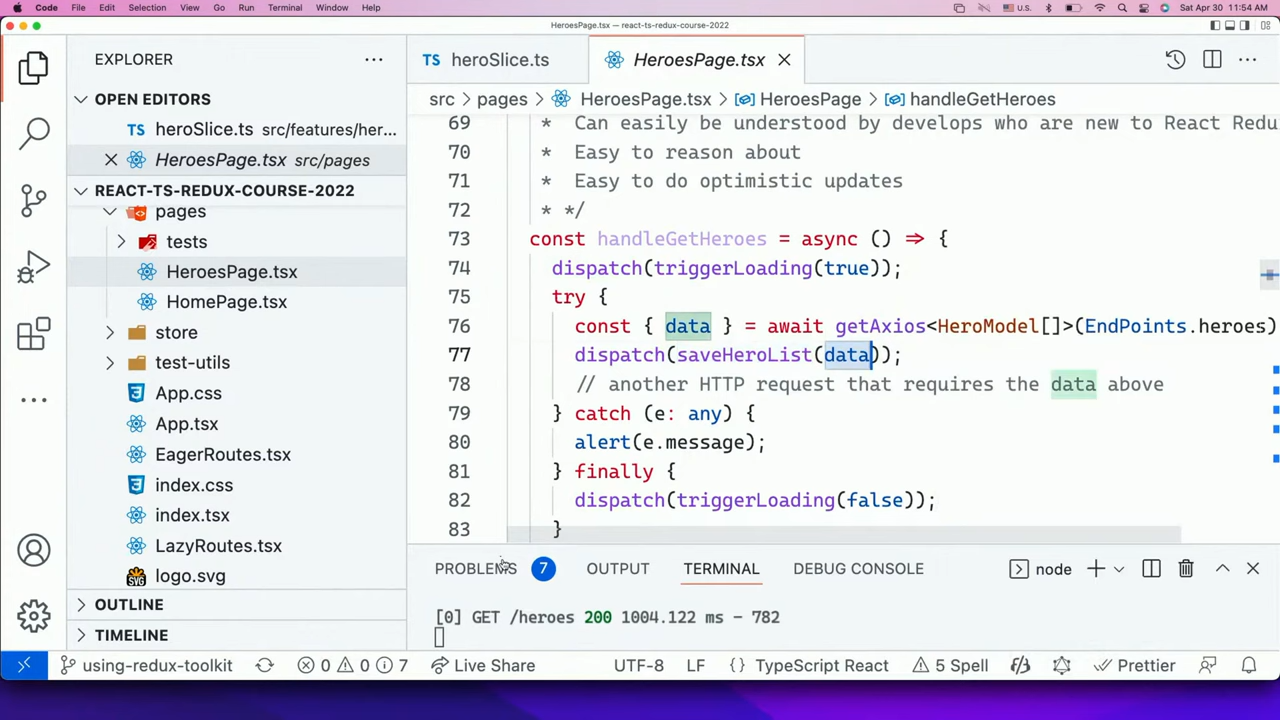 Code File Edit Selection View Go Run Terminal Window Help U.S. Sat Apr 30 11:54 AM
HeroesPage.tsx — react-ts-redux-course-2022
EXPLORER
OPEN EDITORS
TS heroSlice.ts src/features/her...
HeroesPage.tsx src/pages
REACT-TS-REDUX-COURSE-2022
pages
tests
HeroesPage.tsx
HomePage.tsx
store
test-utils
App.css
App.tsx
EagerRoutes.tsx
index.css
index.tsx
LazyRoutes.tsx
SVG logo.svg
OUTLINE
TIMELINE
TS heroSlice.ts HeroesPage.tsx
src > pages > HeroesPage.tsx > HeroesPage > handleGetHeroes
69 * Can easily be understood by develops who are new to React Redu
70 * Easy to reason about
71 * Easy to do optimistic updates
72 * */
73 const handleGetHeroes = async () => {
74 dispatch(triggerLoading(true));
75 try {
76 const { data } = await getAxios<HeroModel[]>(EndPoints.heroes)
77 dispatch(saveHeroList(data));
78 // another HTTP request that requires the data above
79 } catch (e: any) {
80 alert(e.message);
81 } finally {
82 dispatch(triggerLoading(false));
83 }
PROBLEMS 7 OUTPUT TERMINAL DEBUG CONSOLE node
[0] GET /heroes 200 1004.122 ms - 782
using-redux-toolkit 0 0 7 Live Share UTF-8 LF {} TypeScript React 5 Spell Prettier